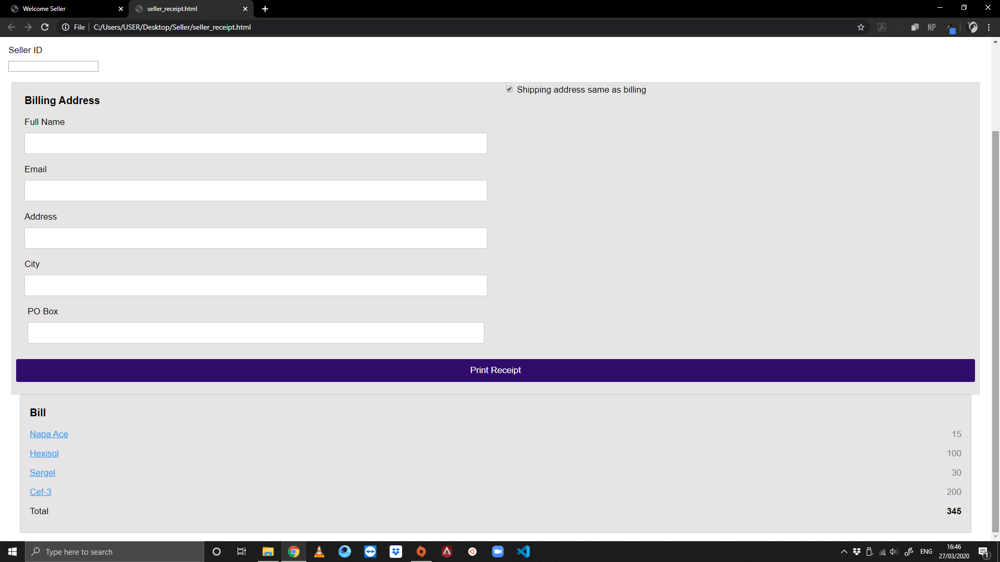 Welcome Seller
seller_receipt.html
File
C:/Users/USER/Desktop/Seller/seller_receipt.html
NP
Seller ID
Shipping address same as billing
Billing Address
Full Name
Email
Address
City
PO Box
Print Receipt
Bill
Napa Ace 15
Hexisol 100
Sergel 30
Cef-3 200
Total 345
Type here to search
ENG
16:46
27/03/2020
1